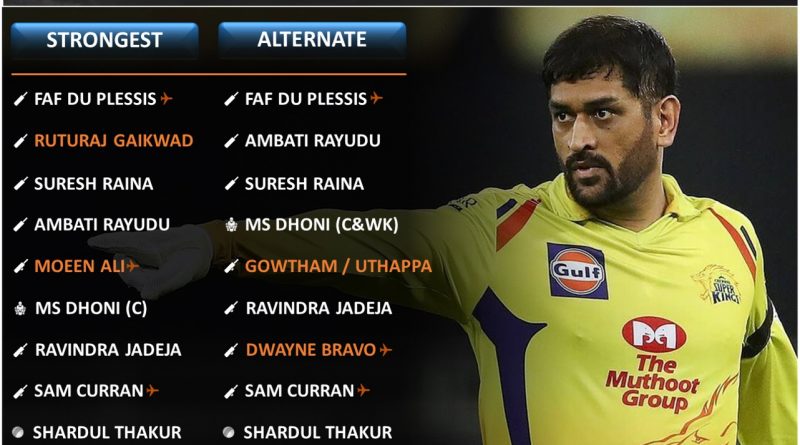 STRONGEST
ALTERNATE
FAF DU PLESSIS
RUTURAJ GAIKWAD
SURESH RAINA
AMBATI RAYUDU
MOEEN ALI
MS DHONI (C)
RAVINDRA JADEJA
SAM CURRAN
SHARDUL THAKUR
FAF DU PLESSIS
AMBATI RAYUDU
SURESH RAINA
MS DHONI (C&WK)
GOWTHAM / UTHAPPA
RAVINDRA JADEJA
DWAYNE BRAVO
SAM CURRAN
SHARDUL THAKUR
Gulf
CHENNAI
SUPER
KINGS
The
Muthoot
Group